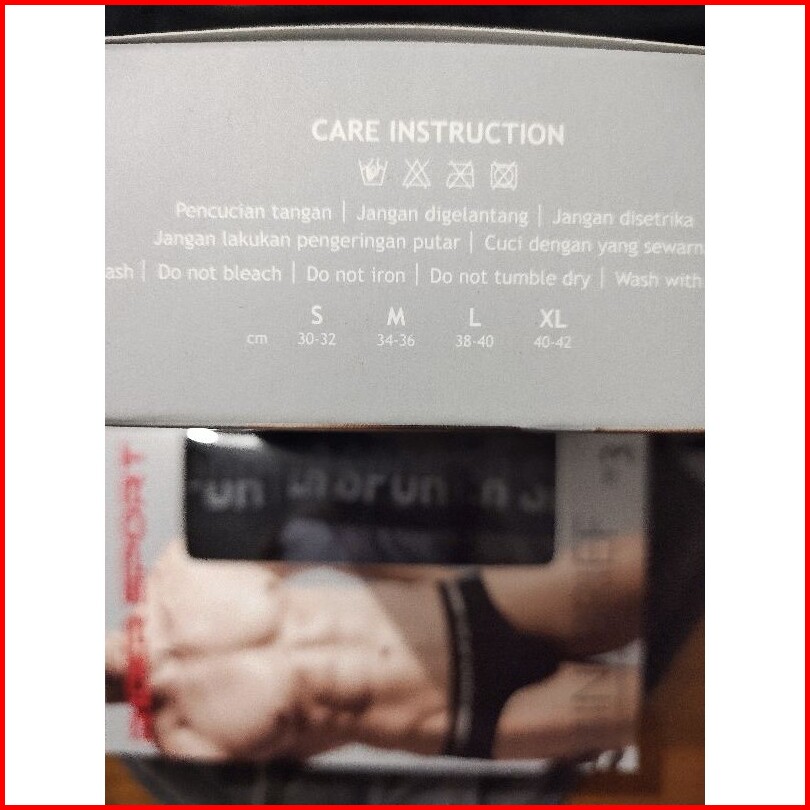 CARE INSTRUCTION
Pencucian tangan | Jangan digelantang | Jangan disetrika
Jangan lakukan pengeringan putar | Cuci dengan yang sewarn
ash | Do not bleach | Do not iron | Do not tumble dry | Wash with
S M L XL
cm 30-32 34-36 38-40 40-42
SPORT